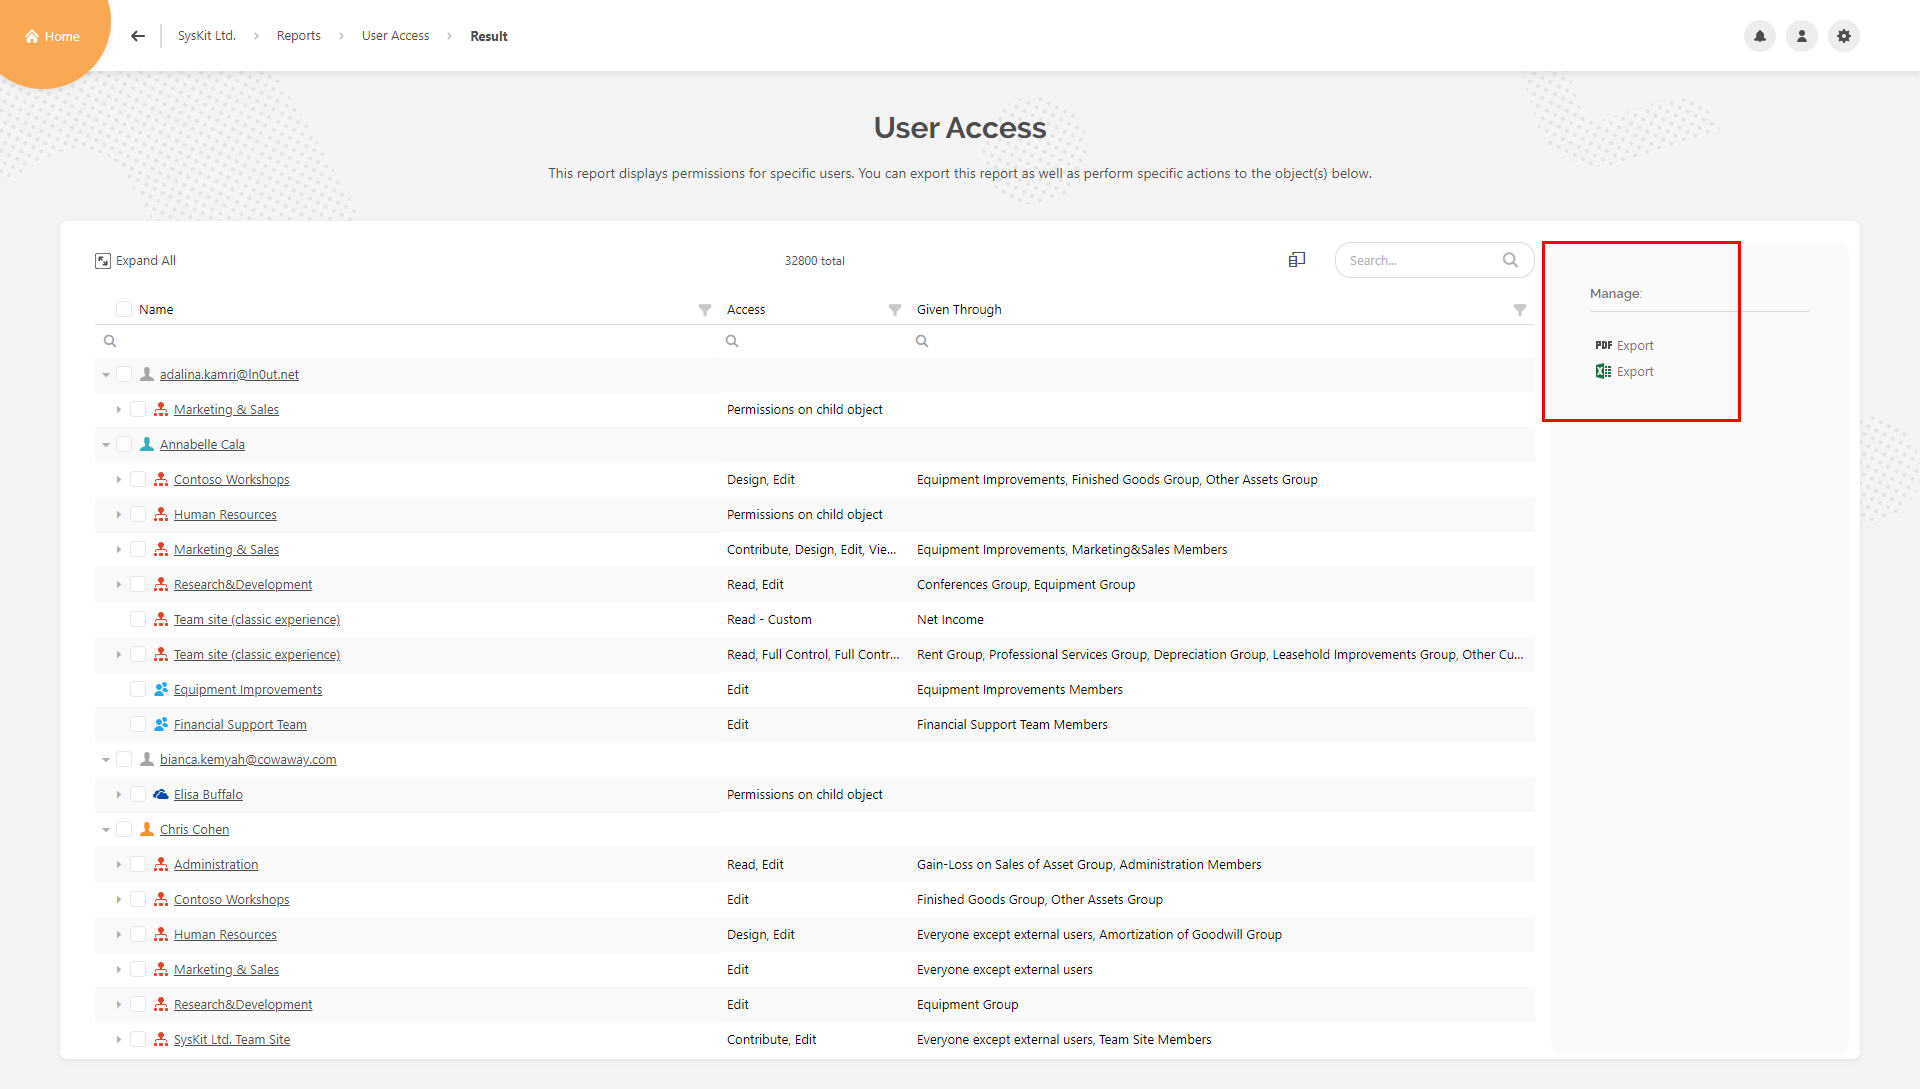 Home
SysKit Ltd. > Reports > User Access > Result
User Access
This report displays permissions for specific users. You can export this report as well as perform specific actions to the object(s) below.
Expand All
32800 total
Search...
Manage:
PDF Export
Export
Name Access Given Through
adalina.kamri@ln0ut.net
Marketing & Sales Permissions on child object
Annabelle Cala
Contoso Workshops Design, Edit Equipment Improvements, Finished Goods Group, Other Assets Group
Human Resources Permissions on child object
Marketing & Sales Contribute, Design, Edit, Vie... Equipment Improvements, Marketing&Sales Members
Research&Development Read, Edit Conferences Group, Equipment Group
Team site (classic experience) Read - Custom Net Income
Team site (classic experience) Read, Full Control, Full Contr... Rent Group, Professional Services Group, Depreciation Group, Leasehold Improvements Group, Other Cu...
Equipment Improvements Edit Equipment Improvements Members
Financial Support Team Edit Financial Support Team Members
bianca.kemyah@cowaway.com
Elisa Buffalo Permissions on child object
Chris Cohen
Administration Read, Edit Gain-Loss on Sales of Asset Group, Administration Members
Contoso Workshops Edit Finished Goods Group, Other Assets Group
Human Resources Design, Edit Everyone except external users, Amortization of Goodwill Group
Marketing & Sales Edit Everyone except external users
Research&Development Edit Equipment Group
SysKit Ltd. Team Site Contribute, Edit Everyone except external users, Team Site Members